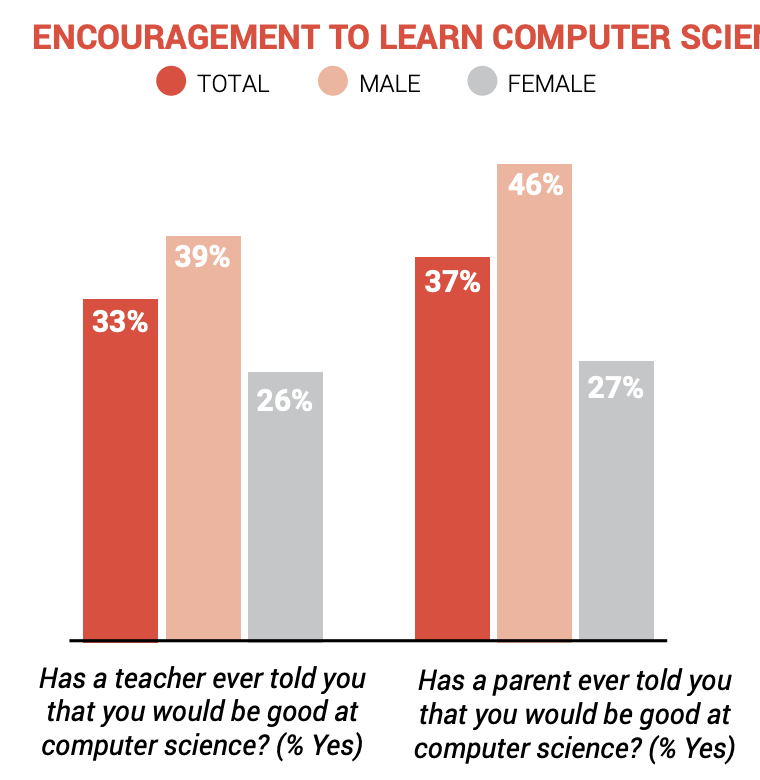 ENCOURAGEMENT TO LEARN COMPUTER
TOTAL MALE FEMALE
33% 39% 26% 37% 46% 27%
Has a teacher ever told you
that you would be good at
computer science? (% Yes)
Has a parent ever told you
that you would be good at
computer science? (% Yes)